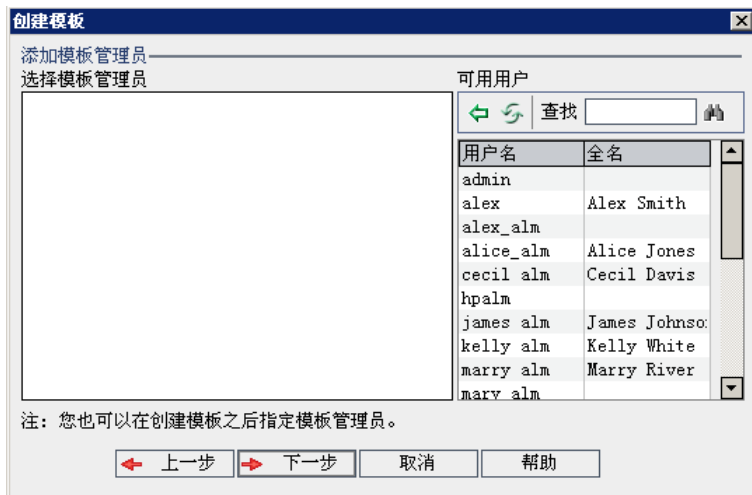 创建模板
添加模板管理员
选择模板管理员
可用用户
查找
用户名 全名
admin
alex Alex Smith
alex_alm
alice_alm Alice Jones
cecil alm Cecil Davis
hpalm
james alm James Johnso
kelly alm Kelly White
marry alm Marry River
mary alm
注：您也可以在创建模板之后指定模板管理员。
上一步 下一步 取消 帮助